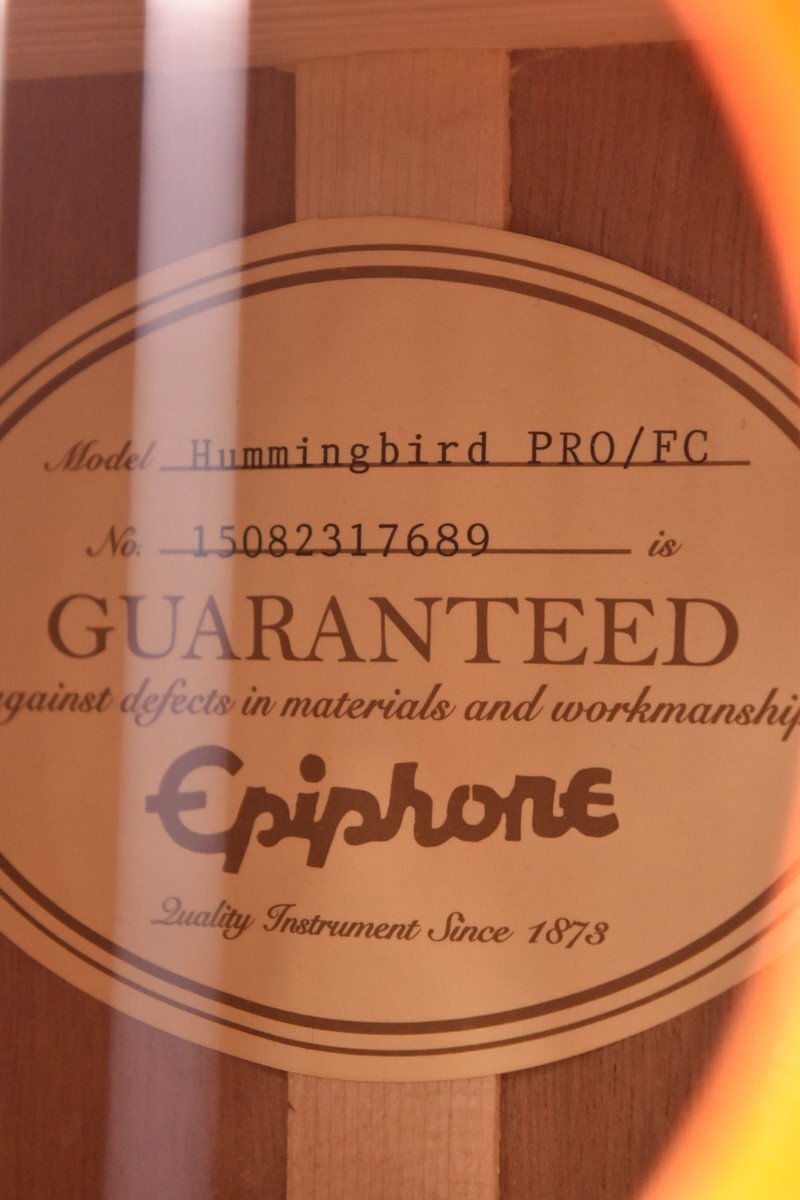 Model Hummingbird PRO/FC
No. 15082317689 is
GUARANTEED
against defects in materials and workmanship
Epiphone
Quality Instrument Since 1873